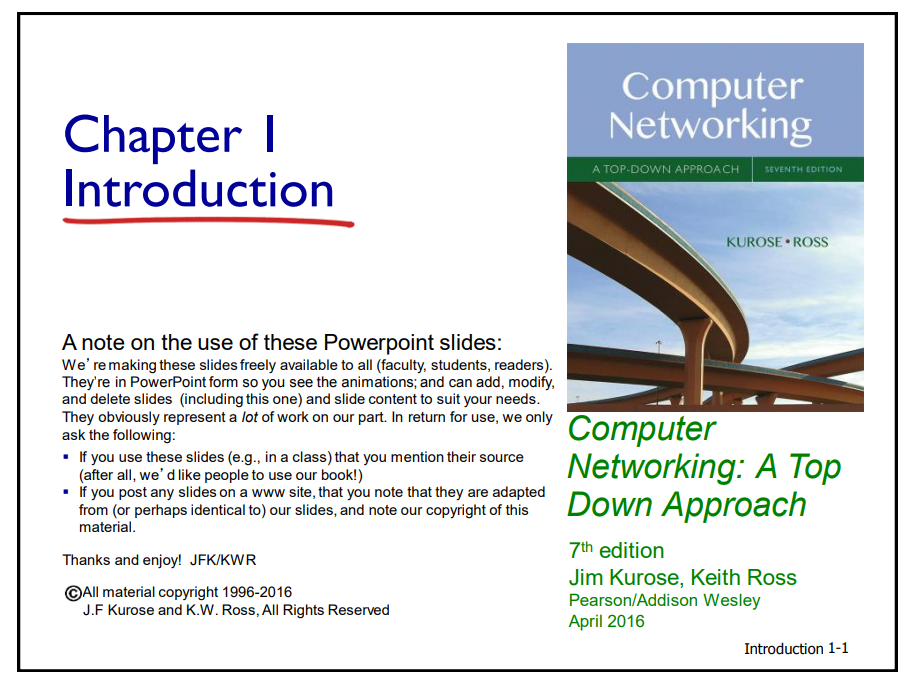 Chapter 1
Introduction
A note on the use of these Powerpoint slides:
We’re making these slides freely available to all (faculty, students, readers).
They’re in PowerPoint form so you see the animations; and can add, modify,
and delete slides (including this one) and slide content to suit your needs.
They obviously represent a lot of work on our part. In return for use, we only
ask the following:
▪ If you use these slides (e.g., in a class) that you mention their source
(after all, we’d like people to use our book!)
▪ If you post any slides on a www site, that you note that they are adapted
from (or perhaps identical to) our slides, and note our copyright of this
material.
Thanks and enjoy! JFK/KWR
©All material copyright 1996-2016
J.F Kurose and K.W. Ross, All Rights Reserved
Computer
Networking
A TOP-DOWN APPROACH
SEVENTH EDITION
KUROSE • ROSS
Computer
Networking: A Top
Down Approach
7th edition
Jim Kurose, Keith Ross
Pearson/Addison Wesley
April 2016
Introduction 1-1